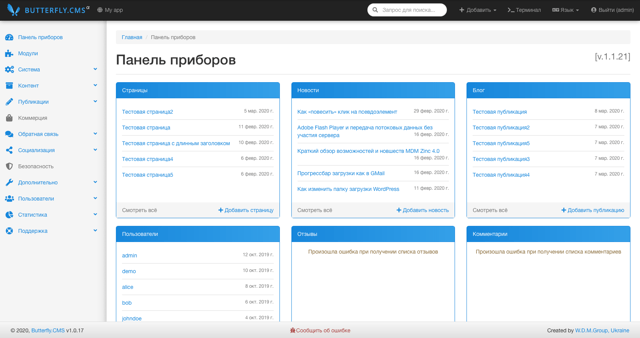 BUTTERFLY.CMS
My app
Запрос для поиска...
Добавить
Терминал
Язык
Выйти (admin)
Панель приборов
Модули
Система
Контент
Публикации
Коммерция
Обратная связь
Социализация
Безопасность
Дополнительно
Пользователи
Статистика
Поддержка
Главная / Панель приборов
Панель приборов
[v.1.1.21]
Страницы
Тестовая страница2 5 мар. 2020 г.
Тестовая страница 11 февр. 2020 г.
Тестовая страница с длинным заголовком 10 февр. 2020 г.
Тестовая страница4 6 февр. 2020 г.
Тестовая страница5 6 февр. 2020 г.
Смотреть всё + Добавить страницу
Новости
Как «повесить» клик на псевдоэлемент 28 февр. 2020 г.
Adobe Flash Player и передача потоковых данных без
участия сервера 16 февр. 2020 г.
Краткий обзор возможностей и новшеств MDM Zinc 4.0
16 февр. 2020 г.
Прогрессбар загрузки как в GMail 16 февр. 2020 г.
Как изменить папку загрузки WordPress 11 февр. 2020 г.
Смотреть всё + Добавить новость
Блог
Тестовая публикация 8 мар. 2020 г.
Тестовая публикация2 7 мар. 2020 г.
Тестовая публикация5 7 мар. 2020 г.
Тестовая публикация3 7 мар. 2020 г.
Тестовая публикация4 7 мар. 2020 г.
Смотреть всё + Добавить публикацию
Пользователи
admin 12 окт. 2019 г.
demo 10 окт. 2019 г.
alice 8 окт. 2019 г.
bob 6 окт. 2019 г.
johndoe 4 окт. 2019 г.
Отзывы
Произошла ошибка при получении списка отзывов
Комментарии
Произошла ошибка при получении списка комментариев
© 2020, Butterfly.CMS v1.0.17
Сообщить об ошибке
Created by W.D.M.Group, Ukraine